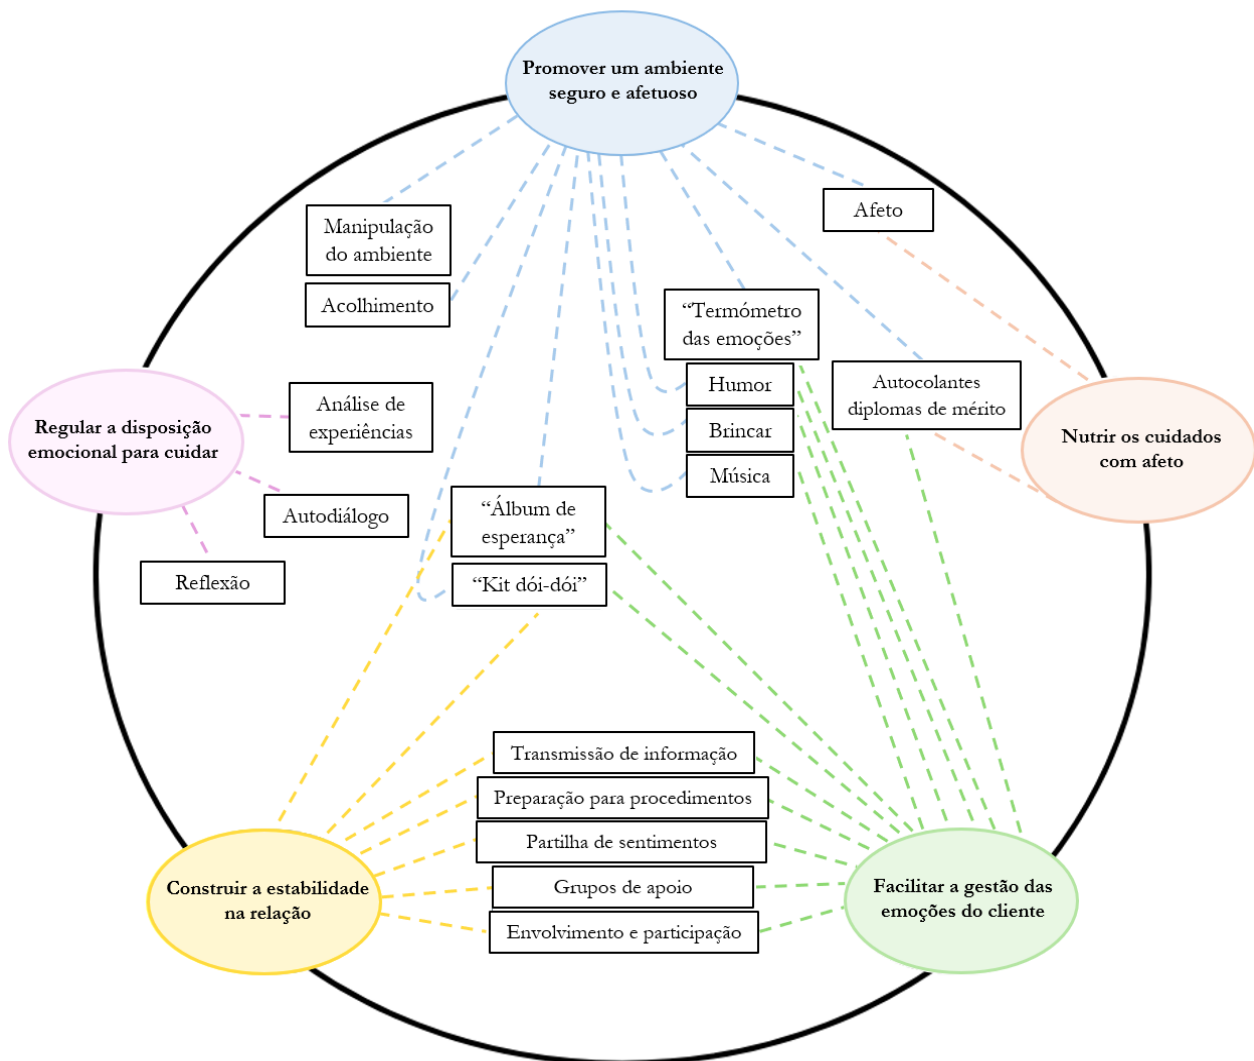 Promover um ambiente
seguro e afetuoso
Afeto
Manipulação
do ambiente
Acolhimento
“Termómetro
das emoções”
Humor
Brincar
Música
Autocolantes
diplomas de mérito
Nutrir os cuidados
com afeto
Regular a disposição
emocional para cuidar
Análise de
experiências
Autodiálogo
Reflexão
“Álbum de
esperança”
“Kit dói-dói”
Transmissão de informação
Preparação para procedimentos
Partilha de sentimentos
Grupos de apoio
Envolvimento e participação
Construir a estabilidade
na relação
Facilitar a gestão das
emoções do cliente